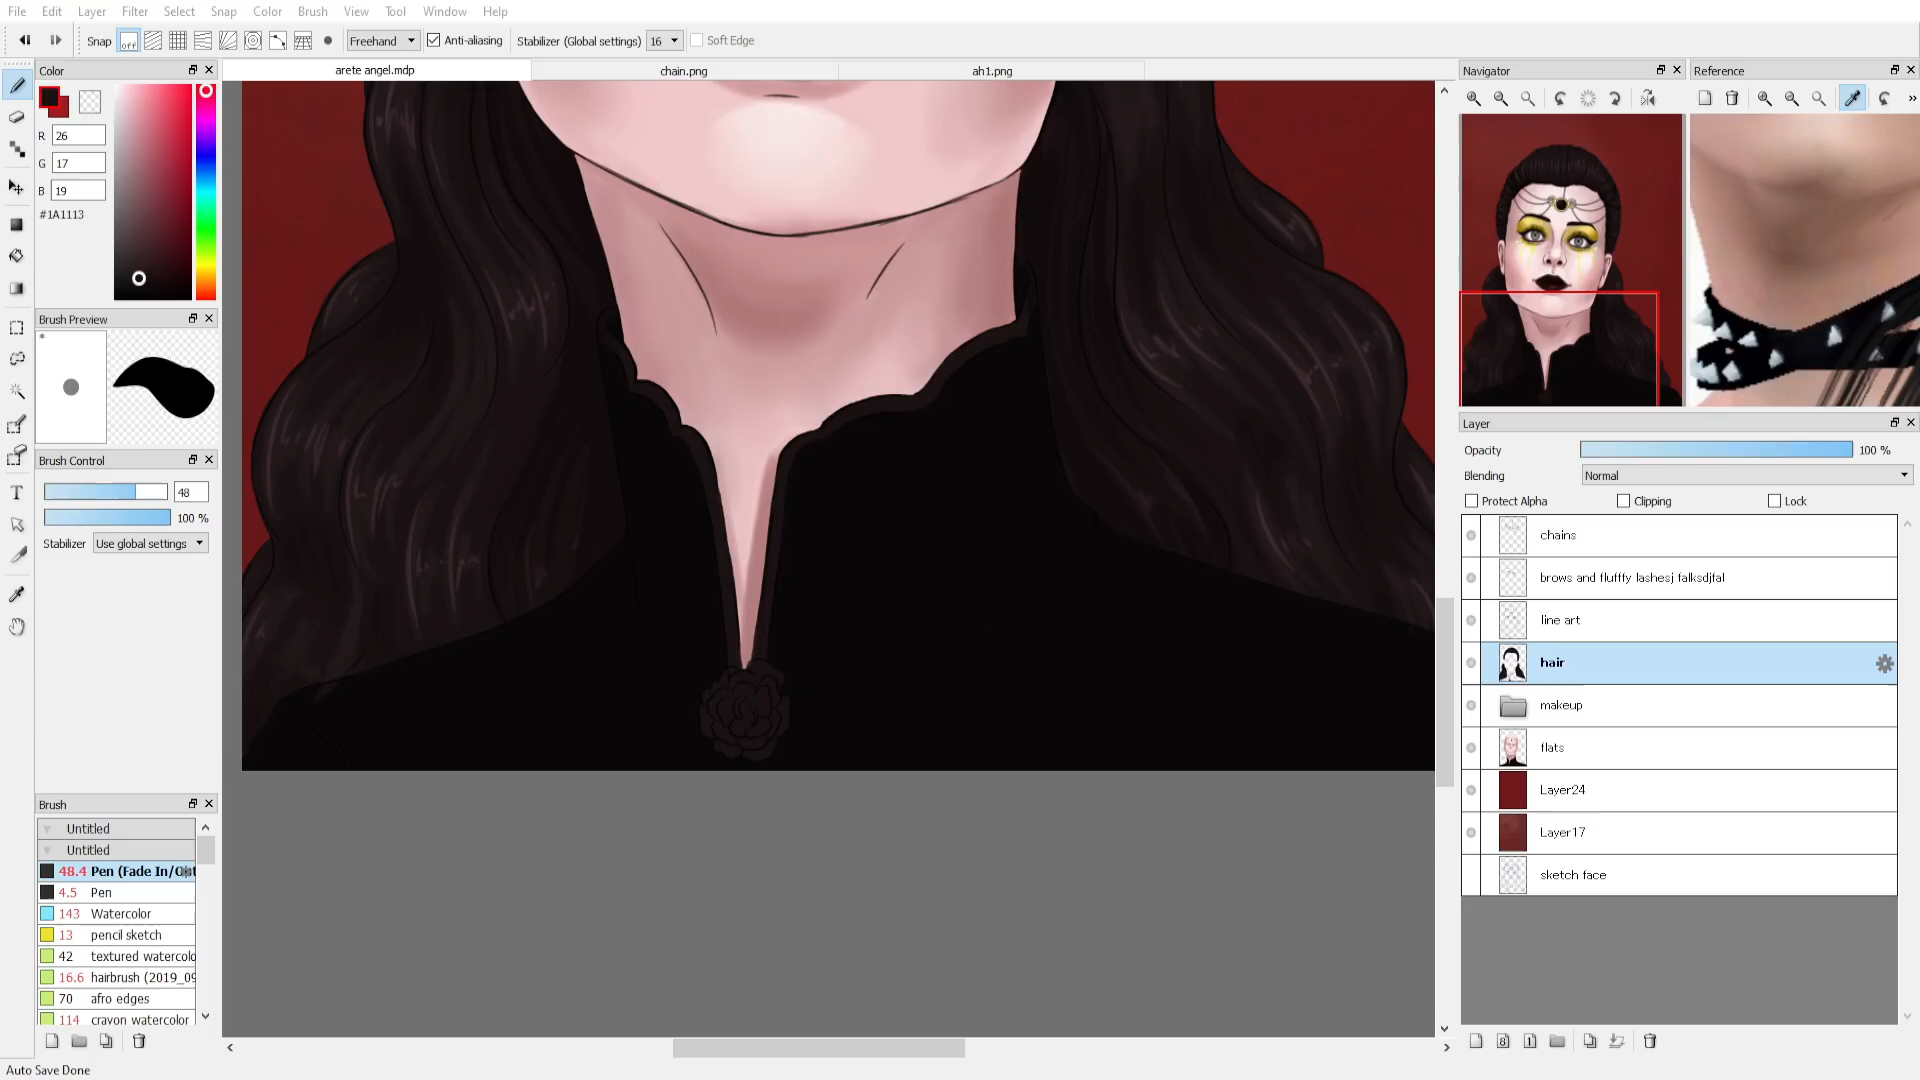 File Edit Layer Filter Select Snap Color Brush View Tool Window Help
Snap off Freehand Anti-aliasing Stabilizer (Global settings) 16 Soft Edge
Color
arete angel.mdp chain.png ah1.png
Navigator
Reference
R 26
G 17
B 19
#1A1113
Brush Preview
*
Brush Control
48
100 %
Stabilizer Use global settings
Brush
Untitled
Untitled
48.4 Pen (Fade In/Out
4.5 Pen
143 Watercolor
13 pencil sketch
42 textured watercolo
16.6 hairbrush (2019_09
70 afro edges
114 crayon watercolor
Layer
Opacity 100 %
Blending Normal
Protect Alpha Clipping Lock
chains
brows and flufffy lashesj falksdjfal
line art
hair
makeup
flats
Layer24
Layer17
sketch face
8 1
Auto Save Done